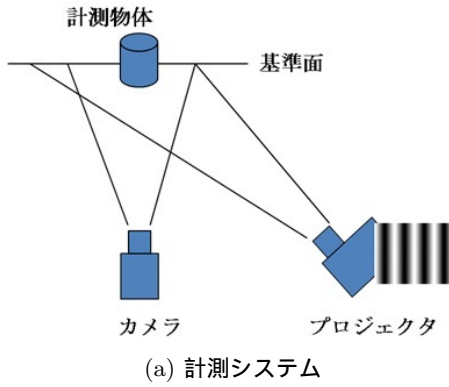 計測物体
基準面
カメラ
プロジェクタ
(a) 計測システム